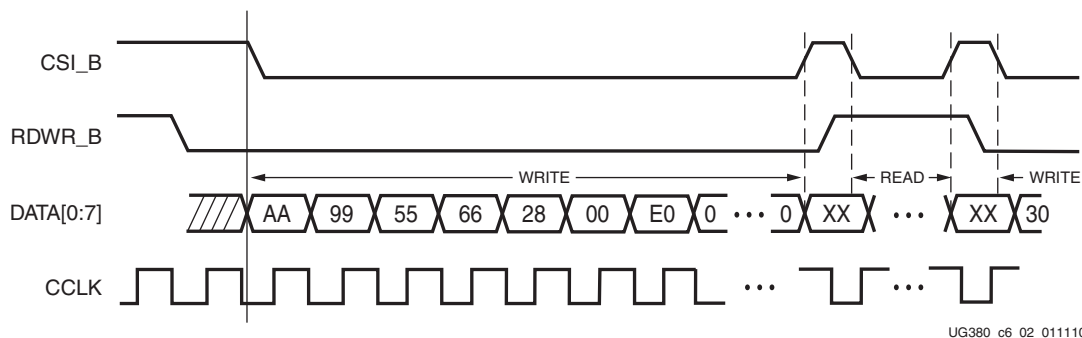 CSI_B
RDWR_B
WRITE READ WRITE
DATA[0:7] AA 99 55 66 28 00 E0 0 ••• 0 XX ••• XX 30
CCLK ••• •••
UG380_c6_02_011110